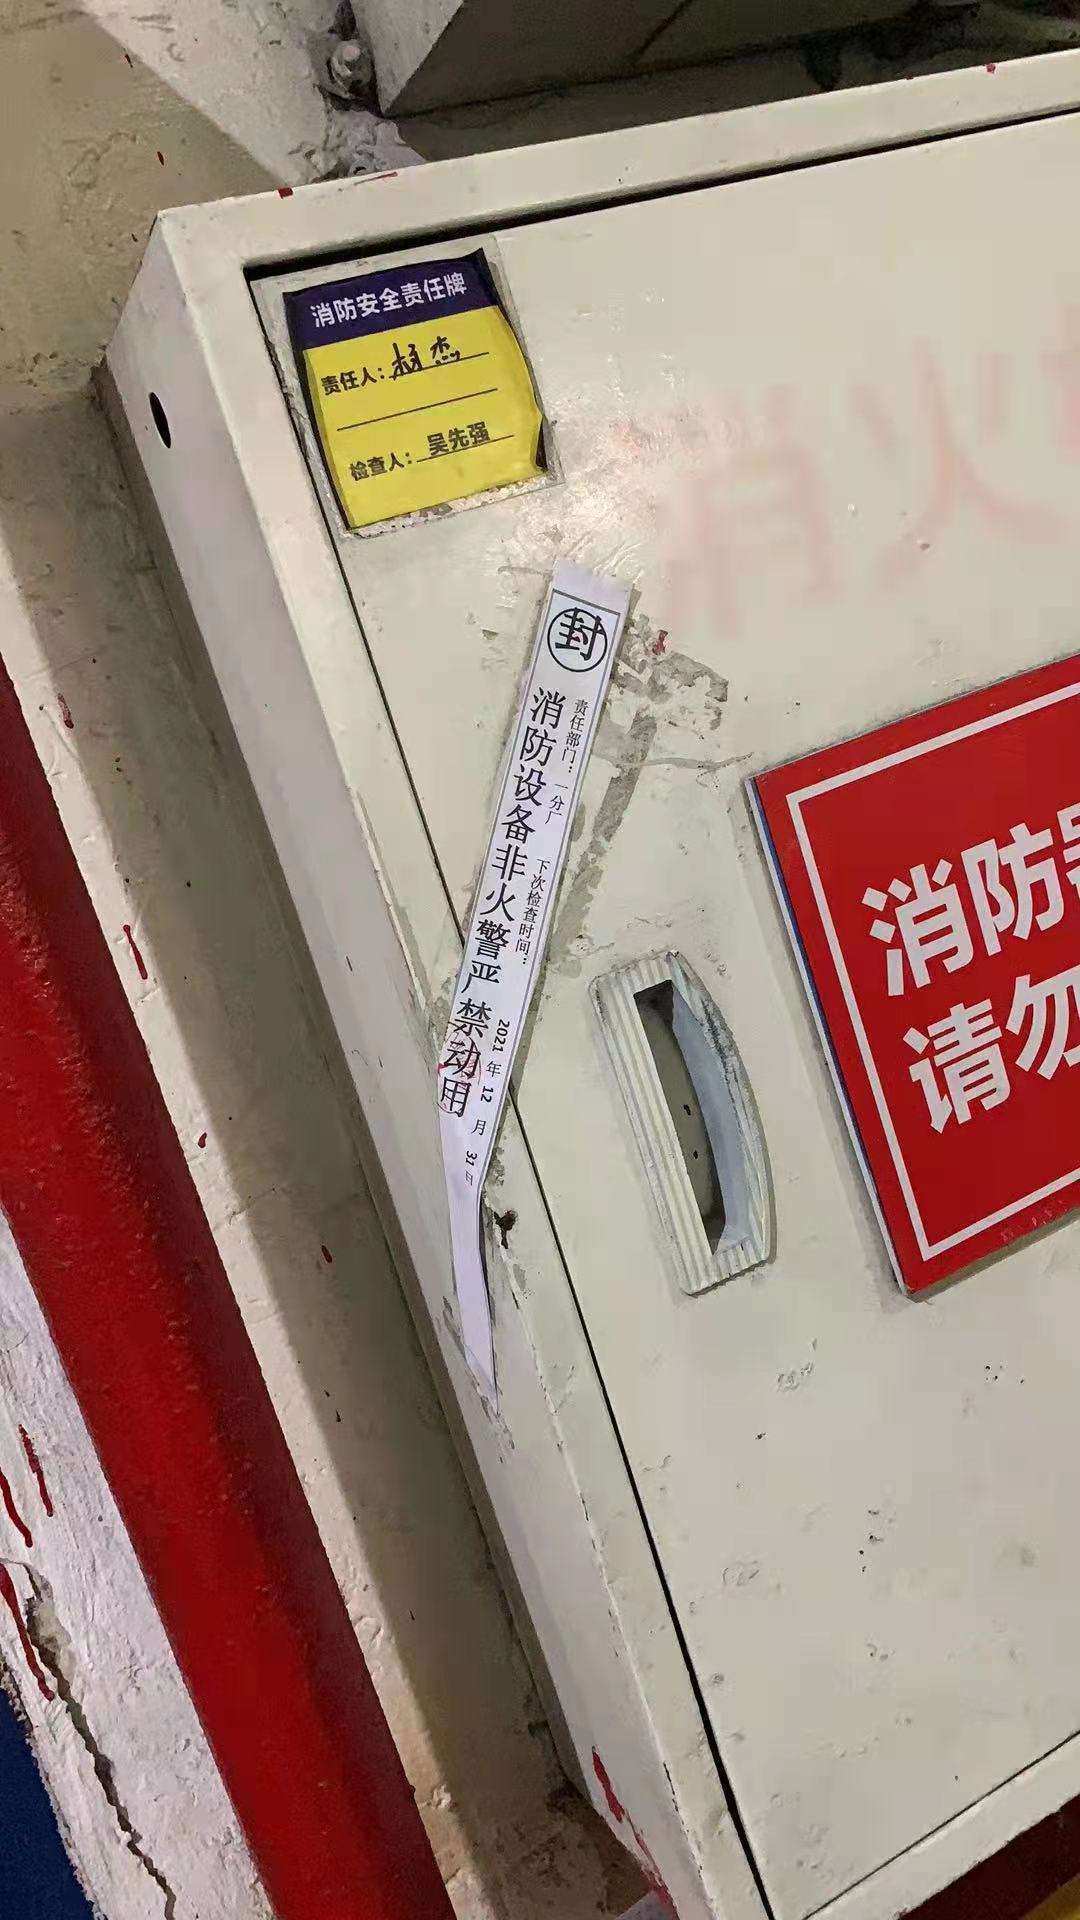 消防安全责任牌
责任人：杨杰
检查人：吴先强
封
消防设备非火警严禁动用
责任部门：一分厂 下次检查时间：2021年12月31日
消火
消防
请勿